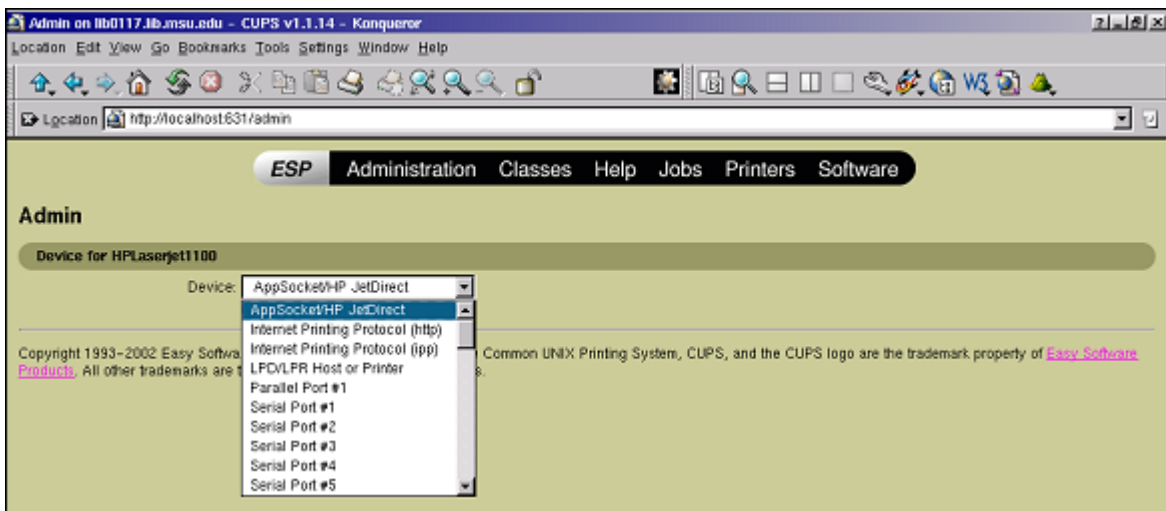 Admin on lib0117.lib.msu.edu - CUPS v1.1.14 - Konqueror
Location Edit View Go Bookmarks Tools Settings Window Help
Location http://localhost:631/admin
ESP Administration Classes Help Jobs Printers Software
Admin
Device for HPLaserjet1100
Device: AppSocket/HP JetDirect
AppSocket/HP JetDirect
Internet Printing Protocol (http)
Internet Printing Protocol (ipp)
LPD/LPR Host or Printer
Parallel Port #1
Serial Port #1
Serial Port #2
Serial Port #3
Serial Port #4
Serial Port #5
Copyright 1993-2002 Easy Softwa Common UNIX Printing System, CUPS, and the CUPS logo are the trademark property of Easy Software
Products. All other trademarks are t s.